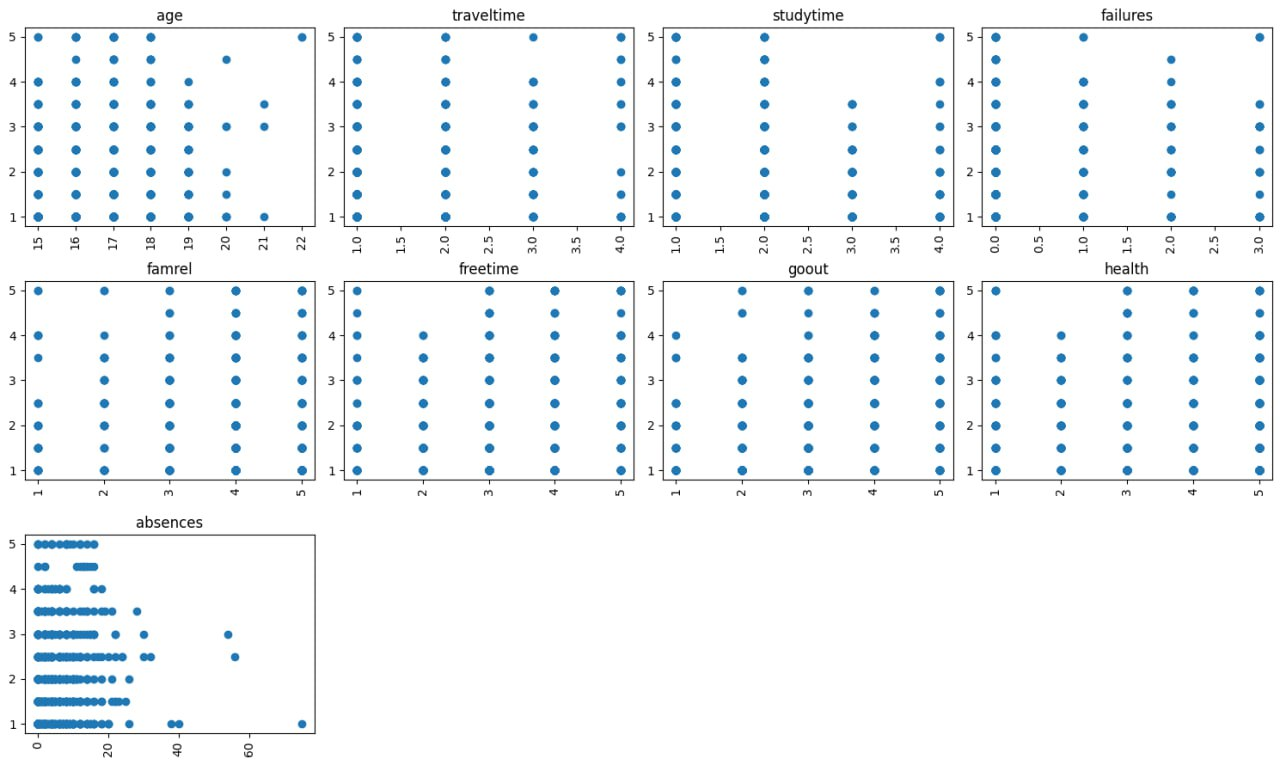 age traveltime studytime failures
5 5 5 5
4 4 4 4
3 3 3 3
2 2 2 2
1 1 1 1
15 16 17 18 19 20 21 22 1.0 1.5 2.0 2.5 3.0 3.5 4.0 1.0 1.5 2.0 2.5 3.0 3.5 4.0 0.0 0.5 1.0 1.5 2.0 2.5 3.0
famrel freetime goout health
5 5 5 5
4 4 4 4
3 3 3 3
2 2 2 2
1 1 1 1
1 2 3 4 5 1 2 3 4 5 1 2 3 4 5 1 2 3 4 5
absences
5
4
3
2
1
0 20 40 60